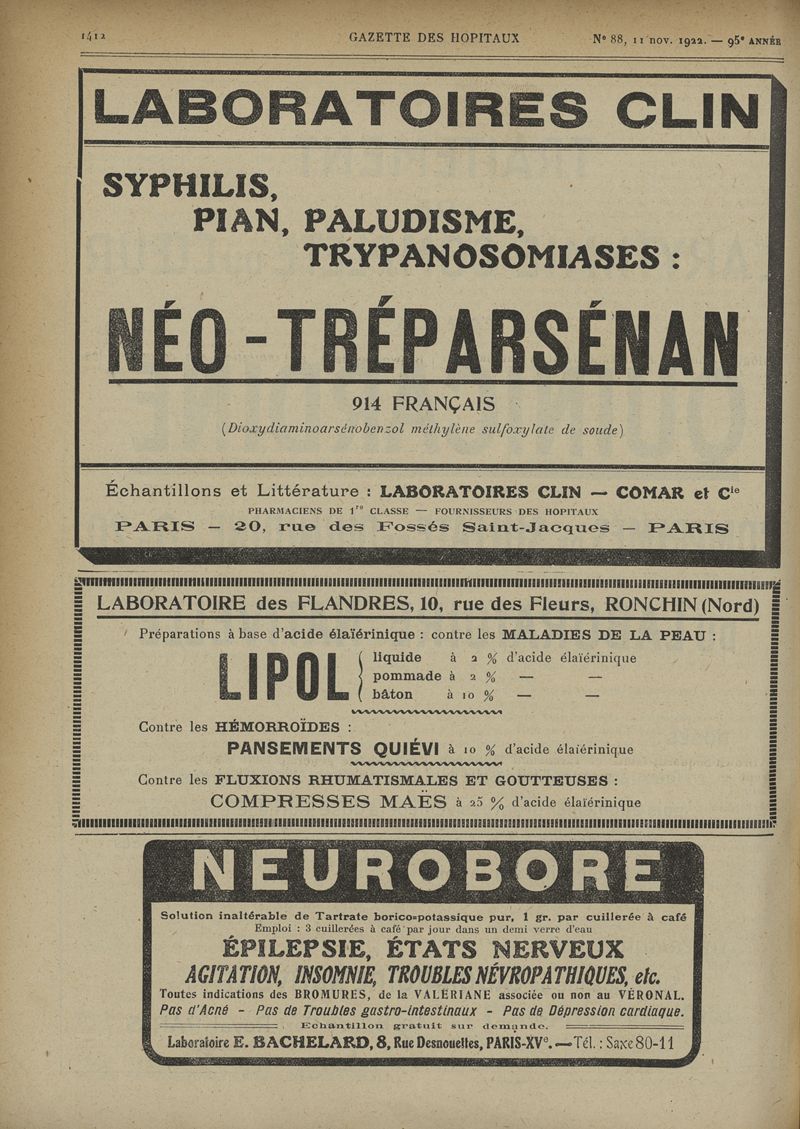 1412 GAZETTE DES HOPITAUX N° 88, 11 nov. 1922. — 95e ANNÉE
LABORATOIRES CLIN
SYPHILIS,
PIAN, PALUDISME,
TRYPANOSOMIASES :
NÉO-TRÉPARSÉNAN
914 FRANÇAIS
(Dioxydiaminoarsénobenzol méthylène sulfoxylate de soude)
Échantillons et Littérature : LABORATOIRES CLIN — COMAR et Cie
PHARMACIENS DE 1re CLASSE — FOURNISSEURS DES HOPITAUX
PARIS — 20, rue des Fossés Saint-Jacques — PARIS
LABORATOIRE des FLANDRES, 10, rue des Fleurs, RONCHIN (Nord)
Préparations à base d'acide élaïérinique : contre les MALADIES DE LA PEAU :
LIPOL { liquide à 2 % d'acide élaïérinique
pommade à 2 % — —
bâton à 10 % — —
Contre les HÉMORROÏDES :
PANSEMENTS QUIÉVI à 10 % d'acide élaïérinique
Contre les FLUXIONS RHUMATISMALES ET GOUTTEUSES :
COMPRESSES MAËS à 25 % d'acide élaïérinique
NEUROBORE
Solution inaltérable de Tartrate borico=potassique pur, 1 gr. par cuillerée à café
Emploi : 3 cuillerées à café par jour dans un demi verre d'eau
ÉPILEPSIE, ÉTATS NERVEUX
AGITATION, INSOMNIE, TROUBLES NÉVROPATHIQUES, etc.
Toutes indications des BROMURES, de la VALÉRIANE associée ou non au VÉRONAL.
Pas d'Acné - Pas de Troubles gastro-intestinaux - Pas de Dépression cardiaque.
Echantillon gratuit sur demande.
Laboratoire E. BACHELARD, 8, Rue Desnouettes, PARIS-XVe. — Tél. : Saxe 80-11